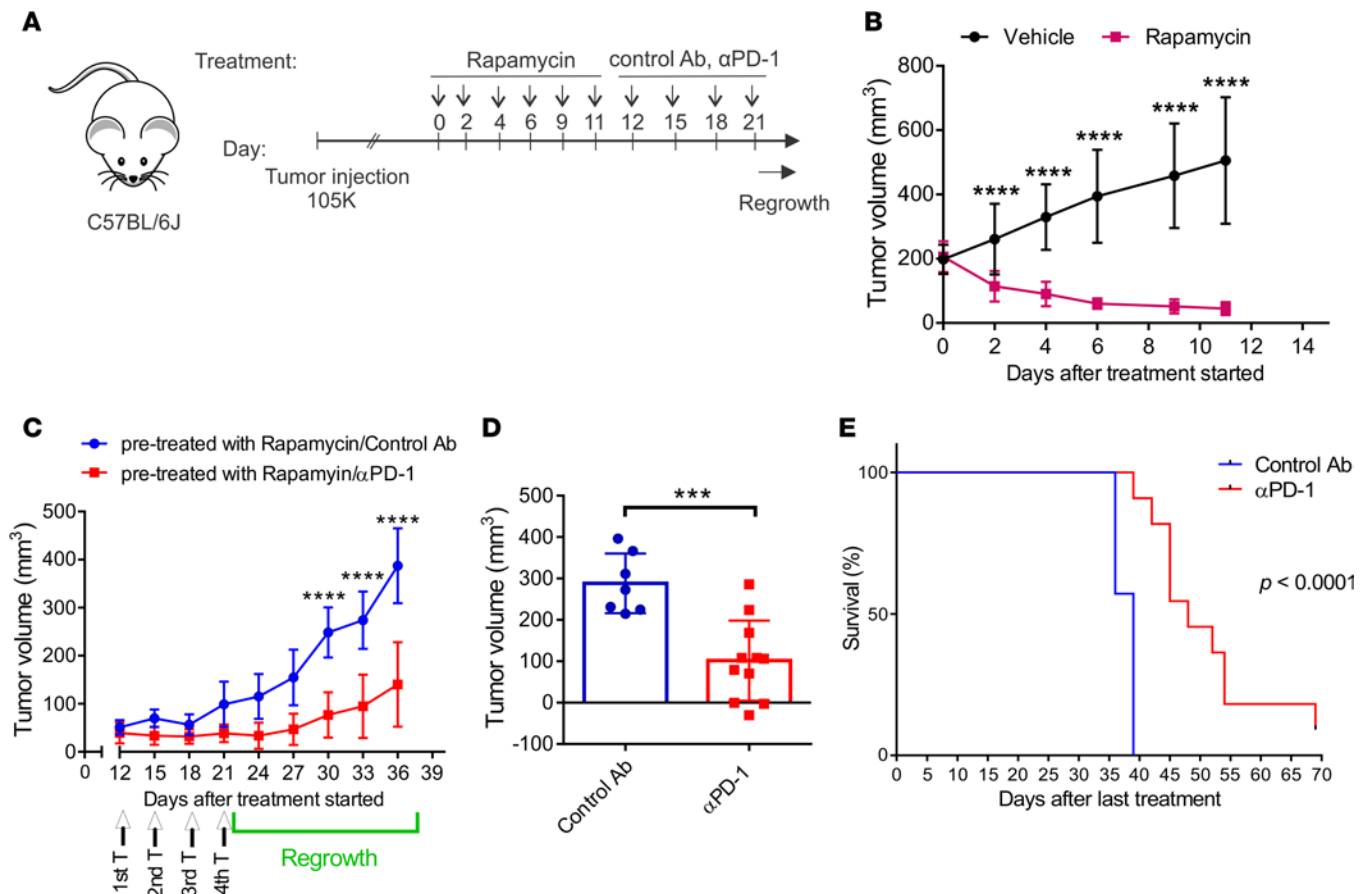 A
Treatment:
Rapamycin
control Ab, αPD-1
0 2 4 6 9 11 12 15 18 21
Day:
Tumor injection
105K
Regrowth
C57BL/6J
B
Vehicle
Rapamycin
Tumor volume (mm3)
800
600
400
200
0
****
****
****
****
****
0 2 4 6 8 10 12 14
Days after treatment started
C
pre-treated with Rapamycin/Control Ab
pre-treated with Rapamyin/αPD-1
Tumor volume (mm3)
500
400
300
200
100
0
****
****
****
0 12 15 18 21 24 27 30 33 36 39
Days after treatment started
1st T
2nd T
3rd T
4th T
Regrowth
D
Tumor volume (mm3)
500
400
300
200
100
0
-100
***
Control Ab
αPD-1
E
Control Ab
αPD-1
Survival (%)
100
50
0
p < 0.0001
0 5 10 15 20 25 30 35 40 45 50 55 60 65 70
Days after last treatment